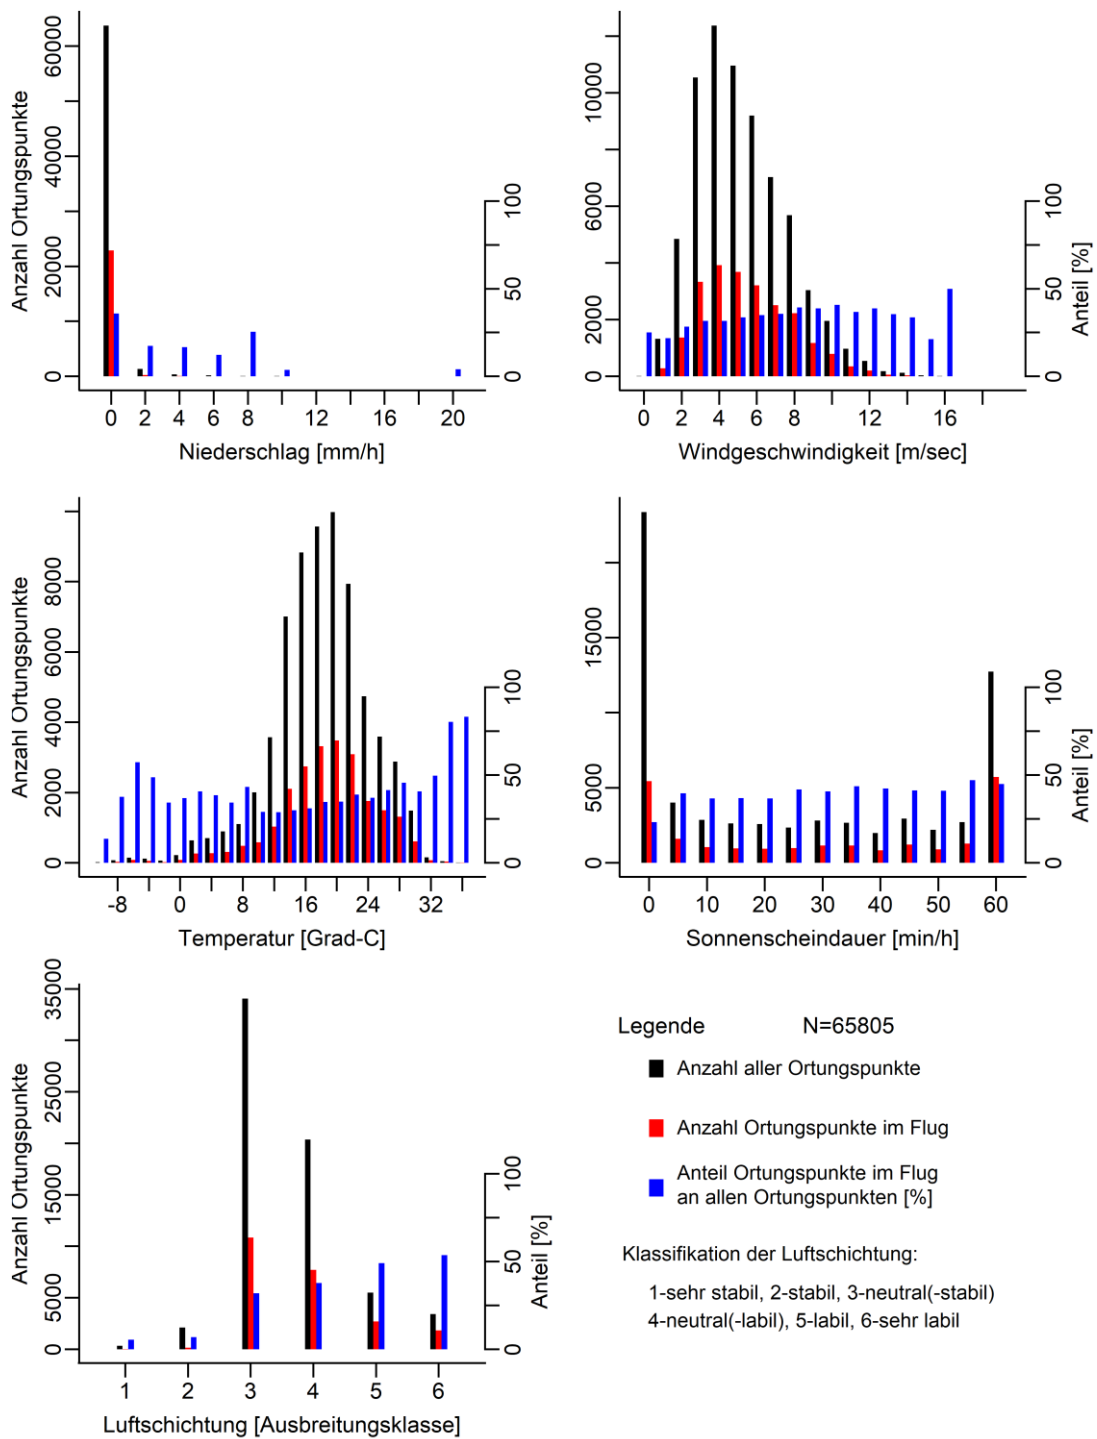 Anzahl Ortungspunkte
0 20000 40000 60000
0 50 100
0 2 4 6 8 12 16 20
Niederschlag [mm/h]
0 2000 6000 10000
0 50 100
Anteil [%]
0 2 4 6 8 12 16
Windgeschwindigkeit [m/sec]
Anzahl Ortungspunkte
0 2000 4000 6000 8000
0 50 100
-8 0 8 16 24 32
Temperatur [Grad-C]
0 5000 15000
0 50 100
Anteil [%]
0 10 20 30 40 50 60
Sonnenscheindauer [min/h]
Anzahl Ortungspunkte
0 5000 15000 25000 35000
0 50 100
Anteil [%]
1 2 3 4 5 6
Luftschichtung [Ausbreitungsklasse]
Legende N=65805
Anzahl aller Ortungspunkte
Anzahl Ortungspunkte im Flug
Anteil Ortungspunkte im Flug
an allen Ortungspunkten [%]
Klassifikation der Luftschichtung:
1-sehr stabil, 2-stabil, 3-neutral(-stabil)
4-neutral(-labil), 5-labil, 6-sehr labil